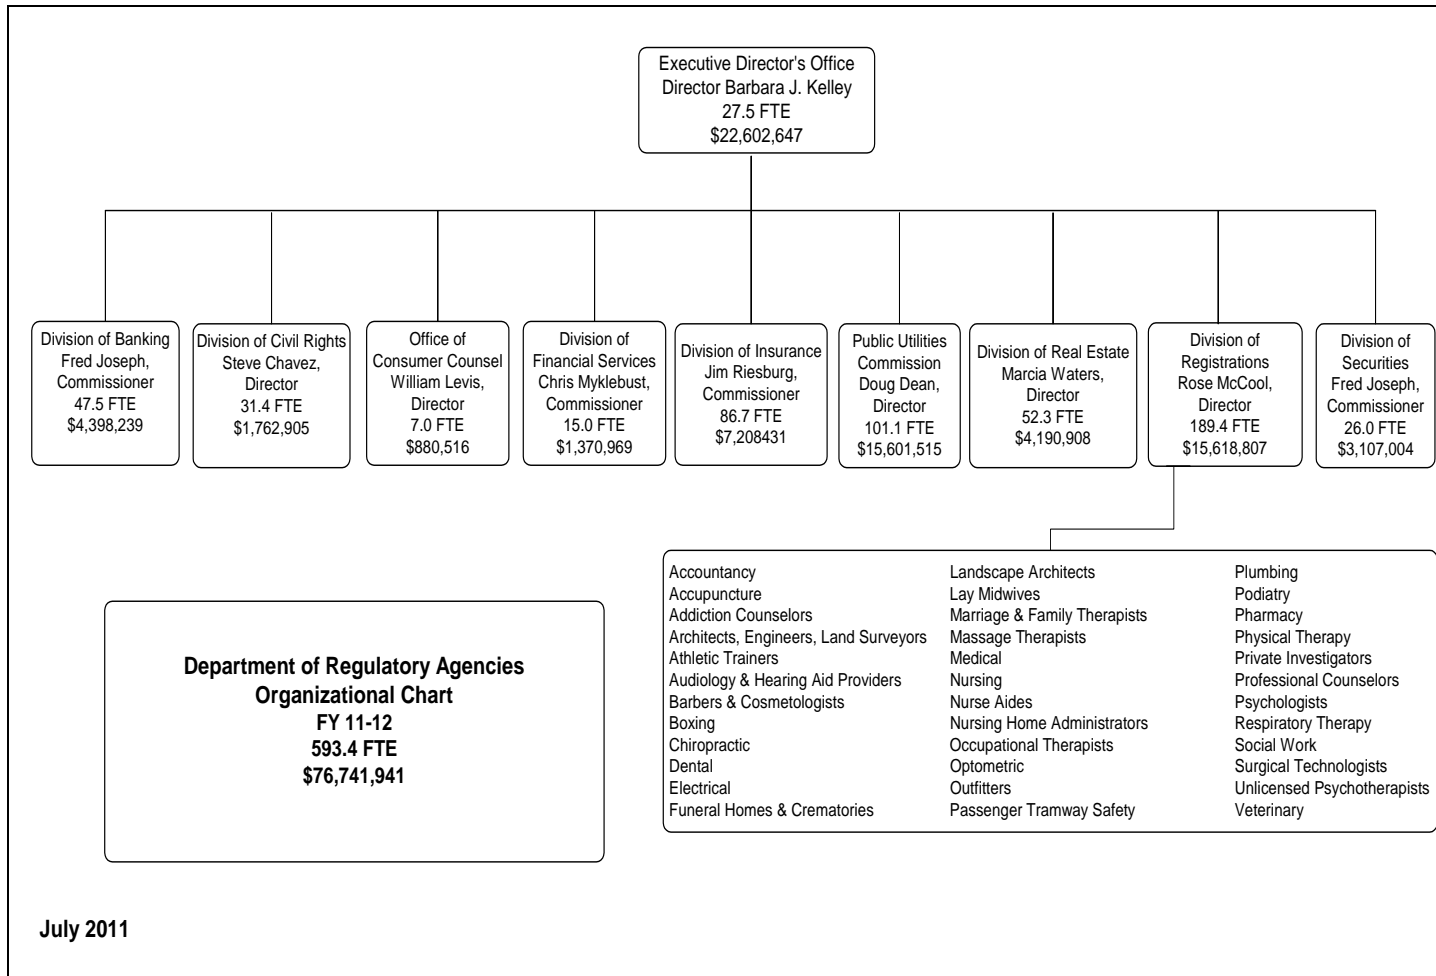 Executive Director's Office
Director Barbara J. Kelley
27.5 FTE
$22,602,647
Division of Banking
Fred Joseph,
Commissioner
47.5 FTE
$4,398,239
Division of Civil Rights
Steve Chavez,
Director
31.4 FTE
$1,762,905
Office of
Consumer Counsel
William Levis,
Director
7.0 FTE
$880,516
Division of
Financial Services
Chris Myklebust,
Commissioner
15.0 FTE
$1,370,969
Division of Insurance
Jim Riesburg,
Commissioner
86.7 FTE
$7,208431
Public Utilities
Commission
Doug Dean,
Director
101.1 FTE
$15,601,515
Division of Real Estate
Marcia Waters,
Director
52.3 FTE
$4,190,908
Division of
Registrations
Rose McCool,
Director
189.4 FTE
$15,618,807
Division of
Securities
Fred Joseph,
Commissioner
26.0 FTE
$3,107,004
Accountancy
Accupuncture
Addiction Counselors
Architects, Engineers, Land Surveyors
Athletic Trainers
Audiology & Hearing Aid Providers
Barbers & Cosmetologists
Boxing
Chiropractic
Dental
Electrical
Funeral Homes & Crematories
Landscape Architects
Lay Midwives
Marriage & Family Therapists
Massage Therapists
Medical
Nursing
Nurse Aides
Nursing Home Administrators
Occupational Therapists
Optometric
Outfitters
Passenger Tramway Safety
Plumbing
Podiatry
Pharmacy
Physical Therapy
Private Investigators
Professional Counselors
Psychologists
Respiratory Therapy
Social Work
Surgical Technologists
Unlicensed Psychotherapists
Veterinary
Department of Regulatory Agencies
Organizational Chart
FY 11-12
593.4 FTE
$76,741,941
July 2011